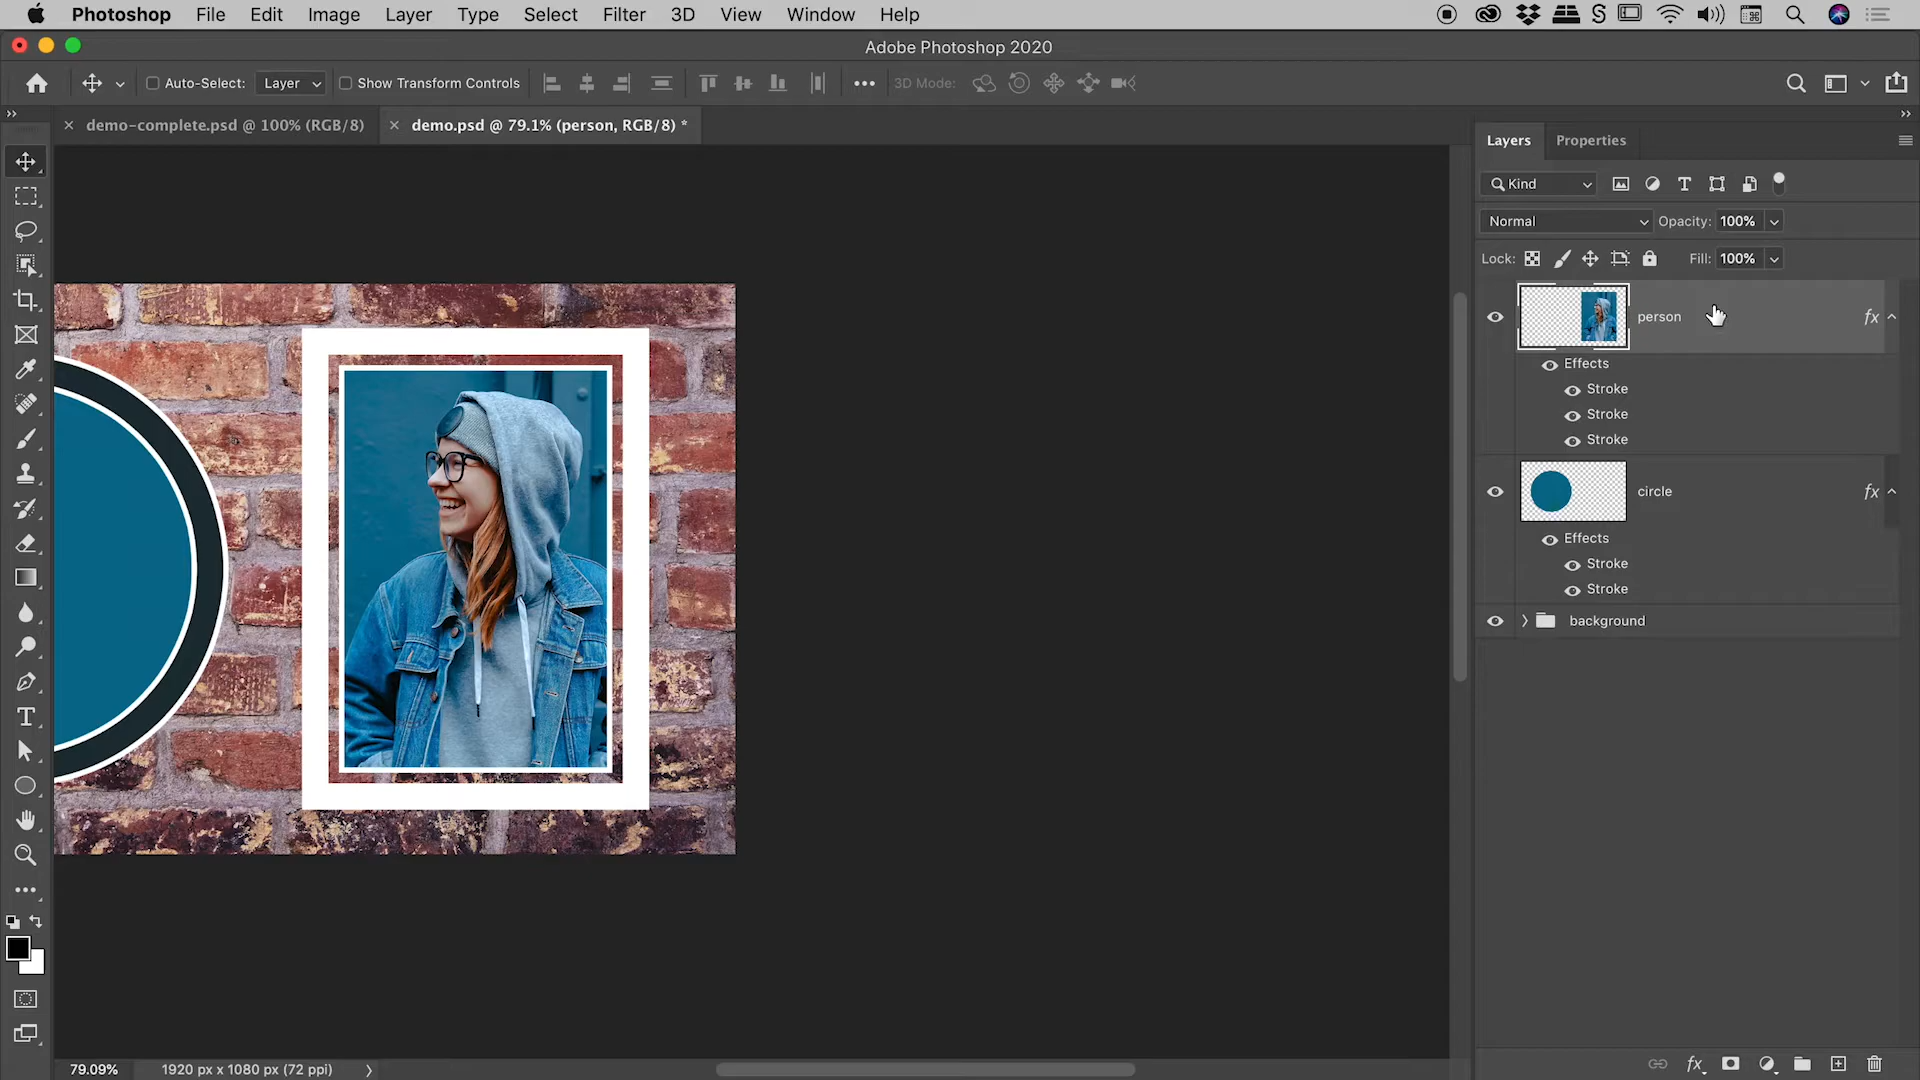 Photoshop File Edit Image Layer Type Select Filter 3D View Window Help
Adobe Photoshop 2020
Auto-Select: Layer Show Transform Controls 3D Mode:
demo-complete.psd @ 100% (RGB/8) demo.psd @ 79.1% (person, RGB/8) *
Layers Properties
Kind
Normal Opacity: 100%
Lock: Fill: 100%
person fx
Effects
Stroke
Stroke
Stroke
circle fx
Effects
Stroke
Stroke
background
79.09% 1920 px x 1080 px (72 ppi)
fx